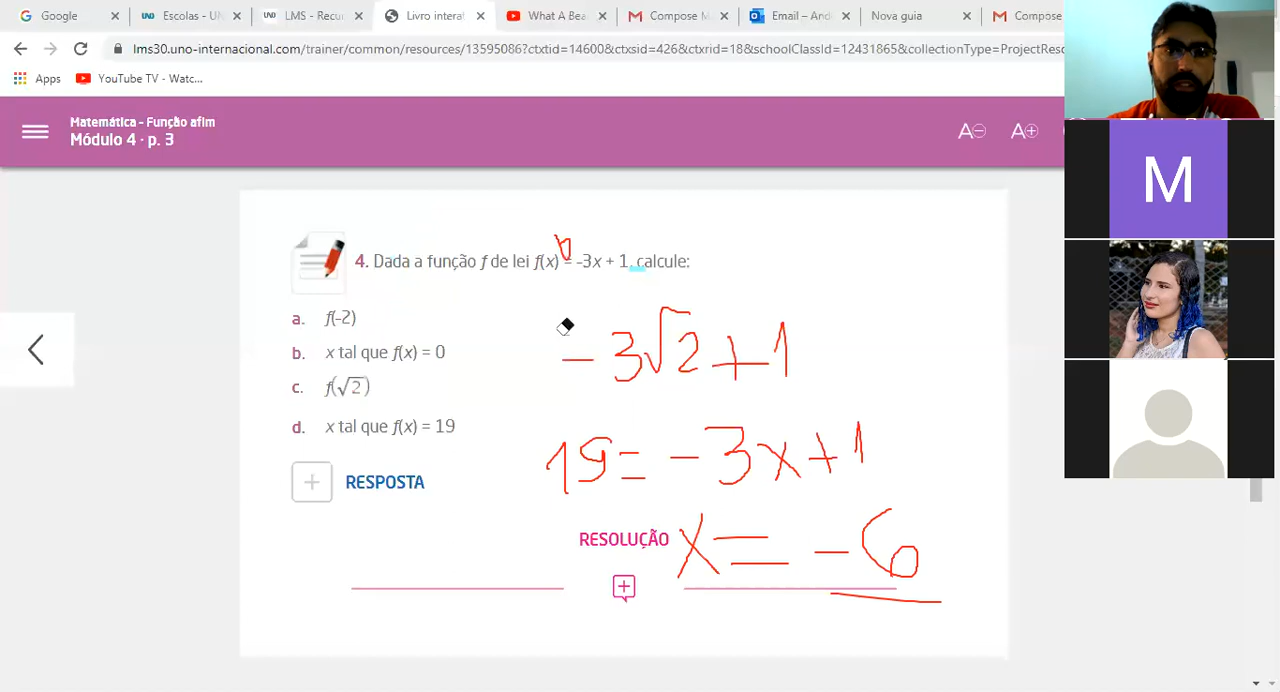 Google
Escolas - UN
LMS - Recu
Livro intera
What A Bea
Compose M
Email – And
Nova guia
Compose
lms30.uno-internacional.com/trainer/common/resources/13595086?ctxtid=14600&ctxsid=426&ctxrid=18&schoolClassId=12431865&collectionType=ProjectReso
Apps
YouTube TV - Watc...
Matemática - Função afim
Módulo 4 · p. 3
A
A
M
4. Dada a função f de lei f(x) = -3x + 1, calcule:
a. f(-2)
- 3√2 + 1
b. x tal que f(x) = 0
c. f(√2)
d. x tal que f(x) = 19
19 = - 3x + 1
RESPOSTA
RESOLUÇÃO
x = - 6